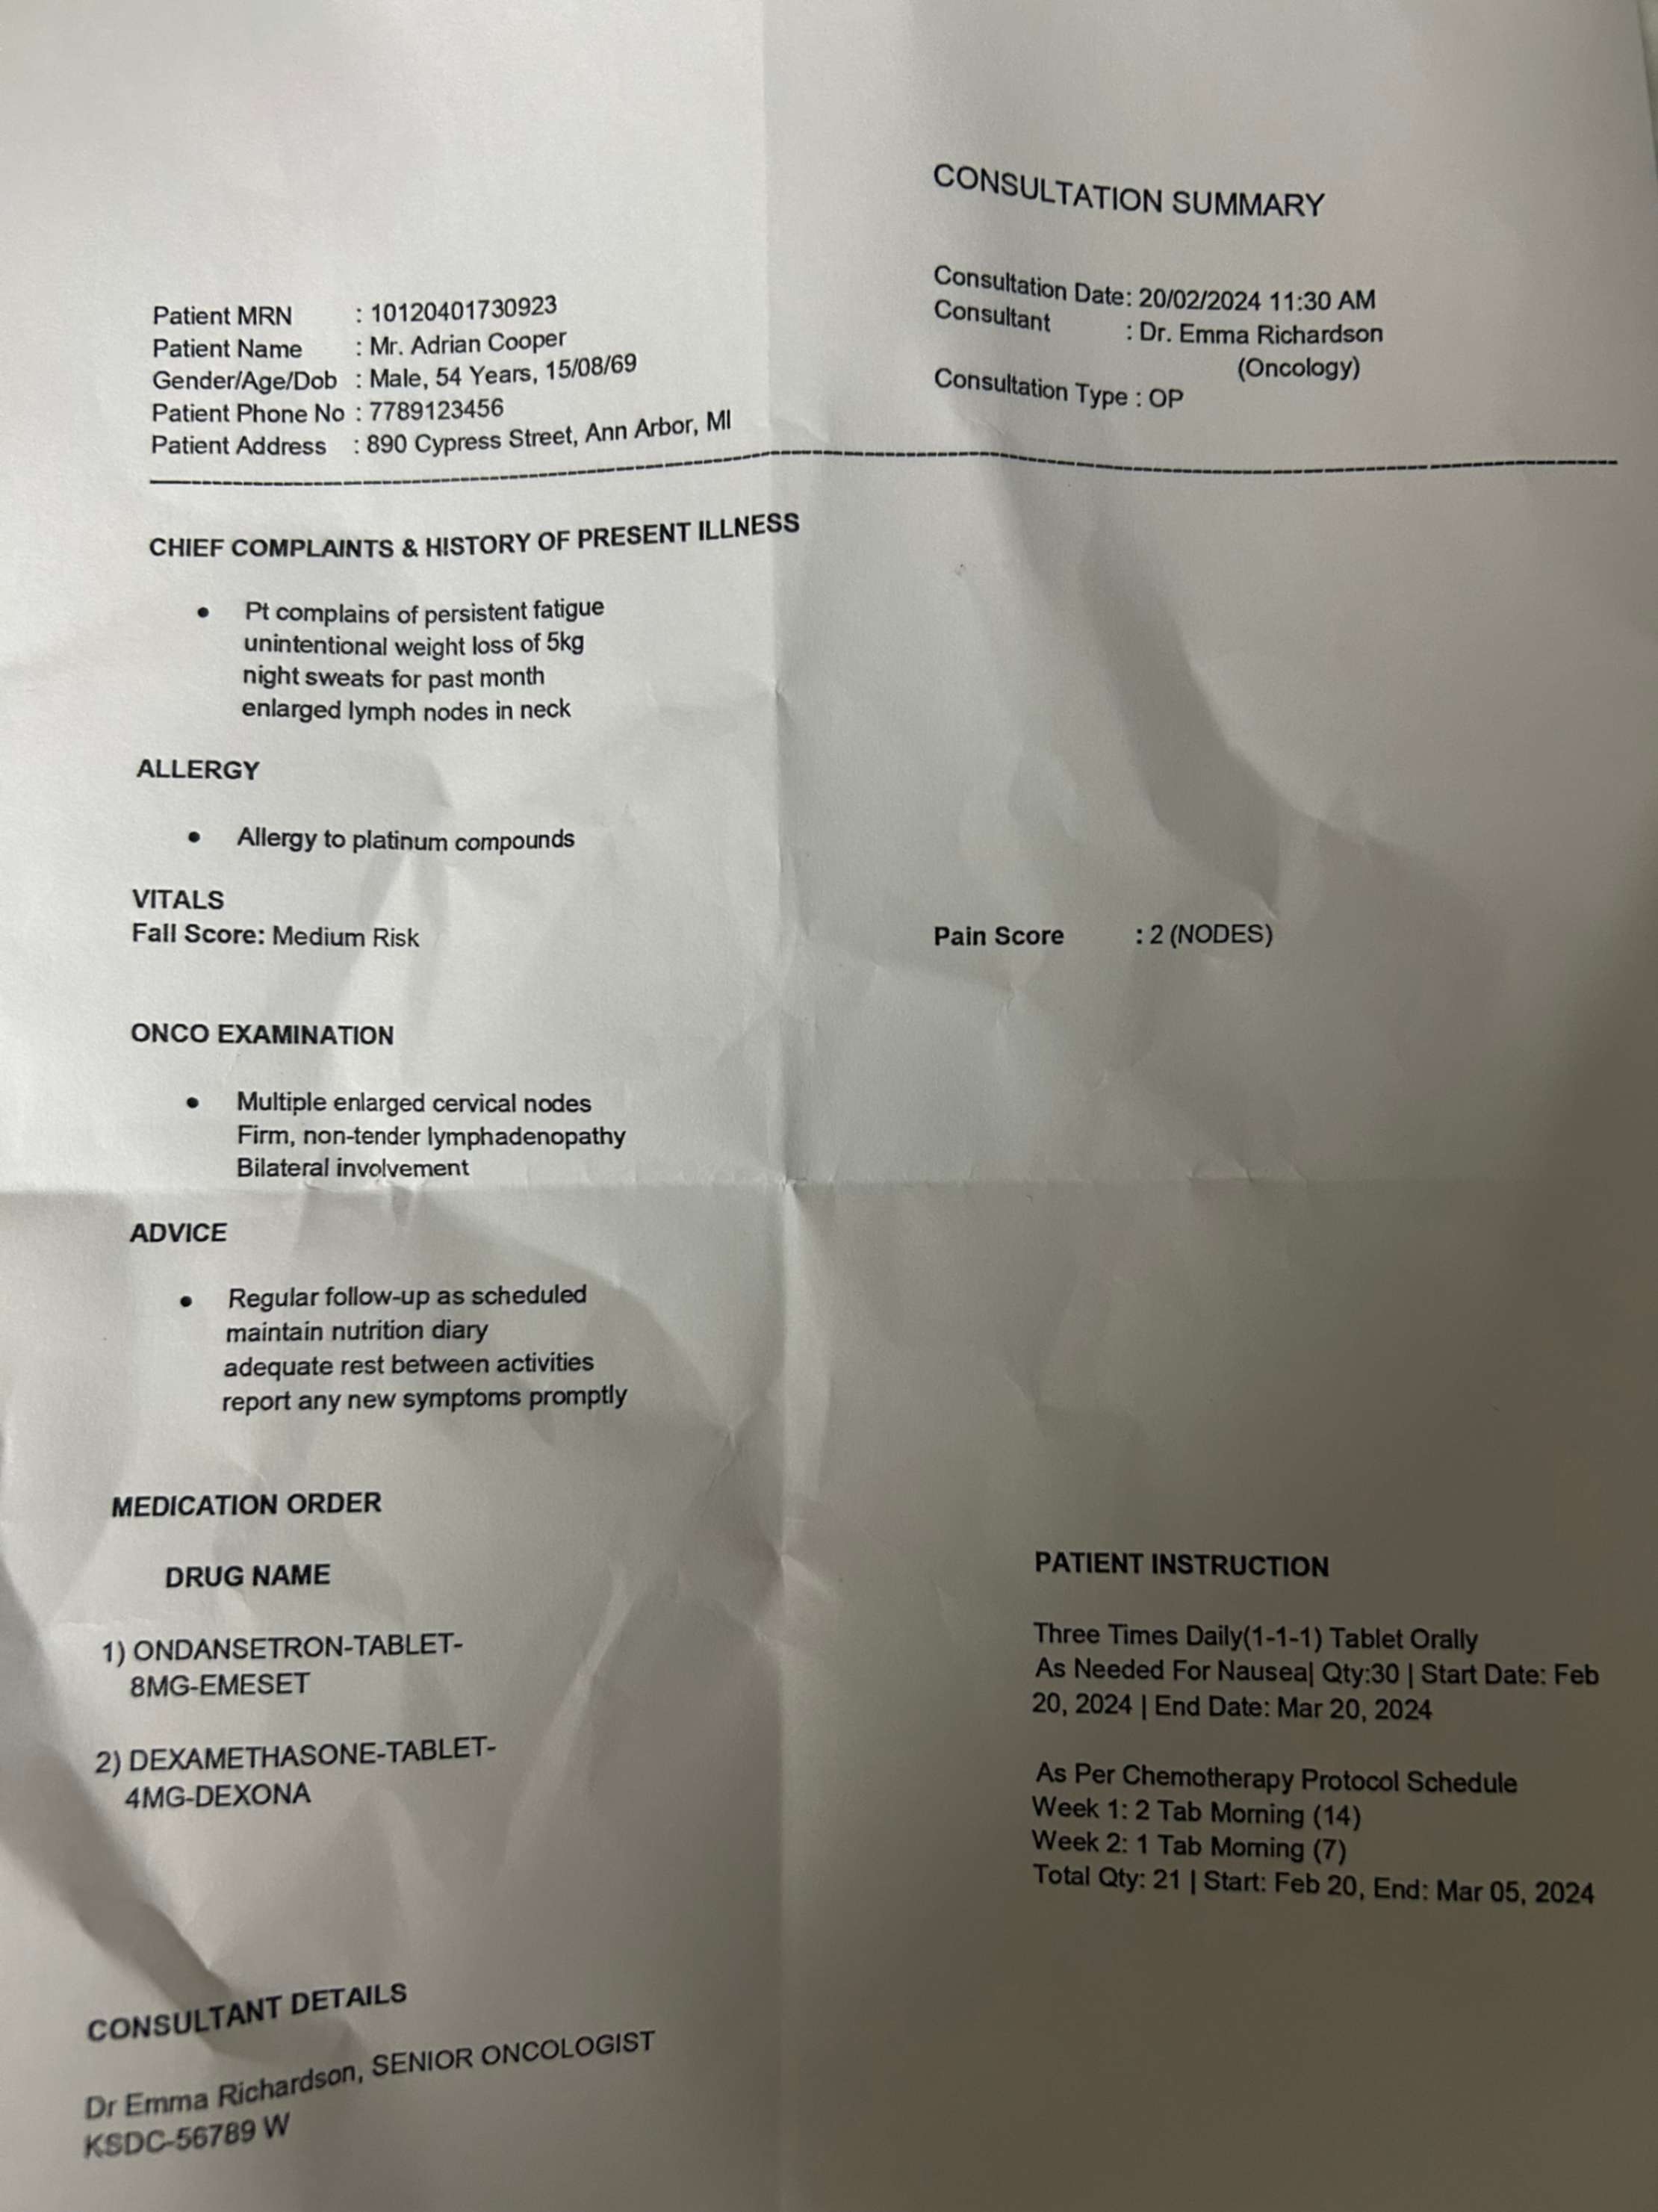 CONSULTATION SUMMARY
Patient MRN : 10120401730923
Patient Name : Mr. Adrian Cooper
Gender/Age/Dob : Male, 54 Years, 15/08/69
Patient Phone No : 7789123456
Patient Address : 890 Cypress Street, Ann Arbor, MI
Consultation Date: 20/02/2024 11:30 AM
Consultant : Dr. Emma Richardson
(Oncology)
Consultation Type : OP
CHIEF COMPLAINTS & HISTORY OF PRESENT ILLNESS
• Pt complains of persistent fatigue
unintentional weight loss of 5kg
night sweats for past month
enlarged lymph nodes in neck
ALLERGY
• Allergy to platinum compounds
VITALS
Fall Score: Medium Risk
Pain Score : 2 (NODES)
ONCO EXAMINATION
• Multiple enlarged cervical nodes
Firm, non-tender lymphadenopathy
Bilateral involvement
ADVICE
• Regular follow-up as scheduled
maintain nutrition diary
adequate rest between activities
report any new symptoms promptly
MEDICATION ORDER
DRUG NAME
1) ONDANSETRON-TABLET-
8MG-EMESET
2) DEXAMETHASONE-TABLET-
4MG-DEXONA
PATIENT INSTRUCTION
Three Times Daily(1-1-1) Tablet Orally
As Needed For Nausea| Qty:30 | Start Date: Feb
20, 2024 | End Date: Mar 20, 2024
As Per Chemotherapy Protocol Schedule
Week 1: 2 Tab Morning (14)
Week 2: 1 Tab Morning (7)
Total Qty: 21 | Start: Feb 20, End: Mar 05, 2024
CONSULTANT DETAILS
Dr Emma Richardson, SENIOR ONCOLOGIST
KSDC-56789 W